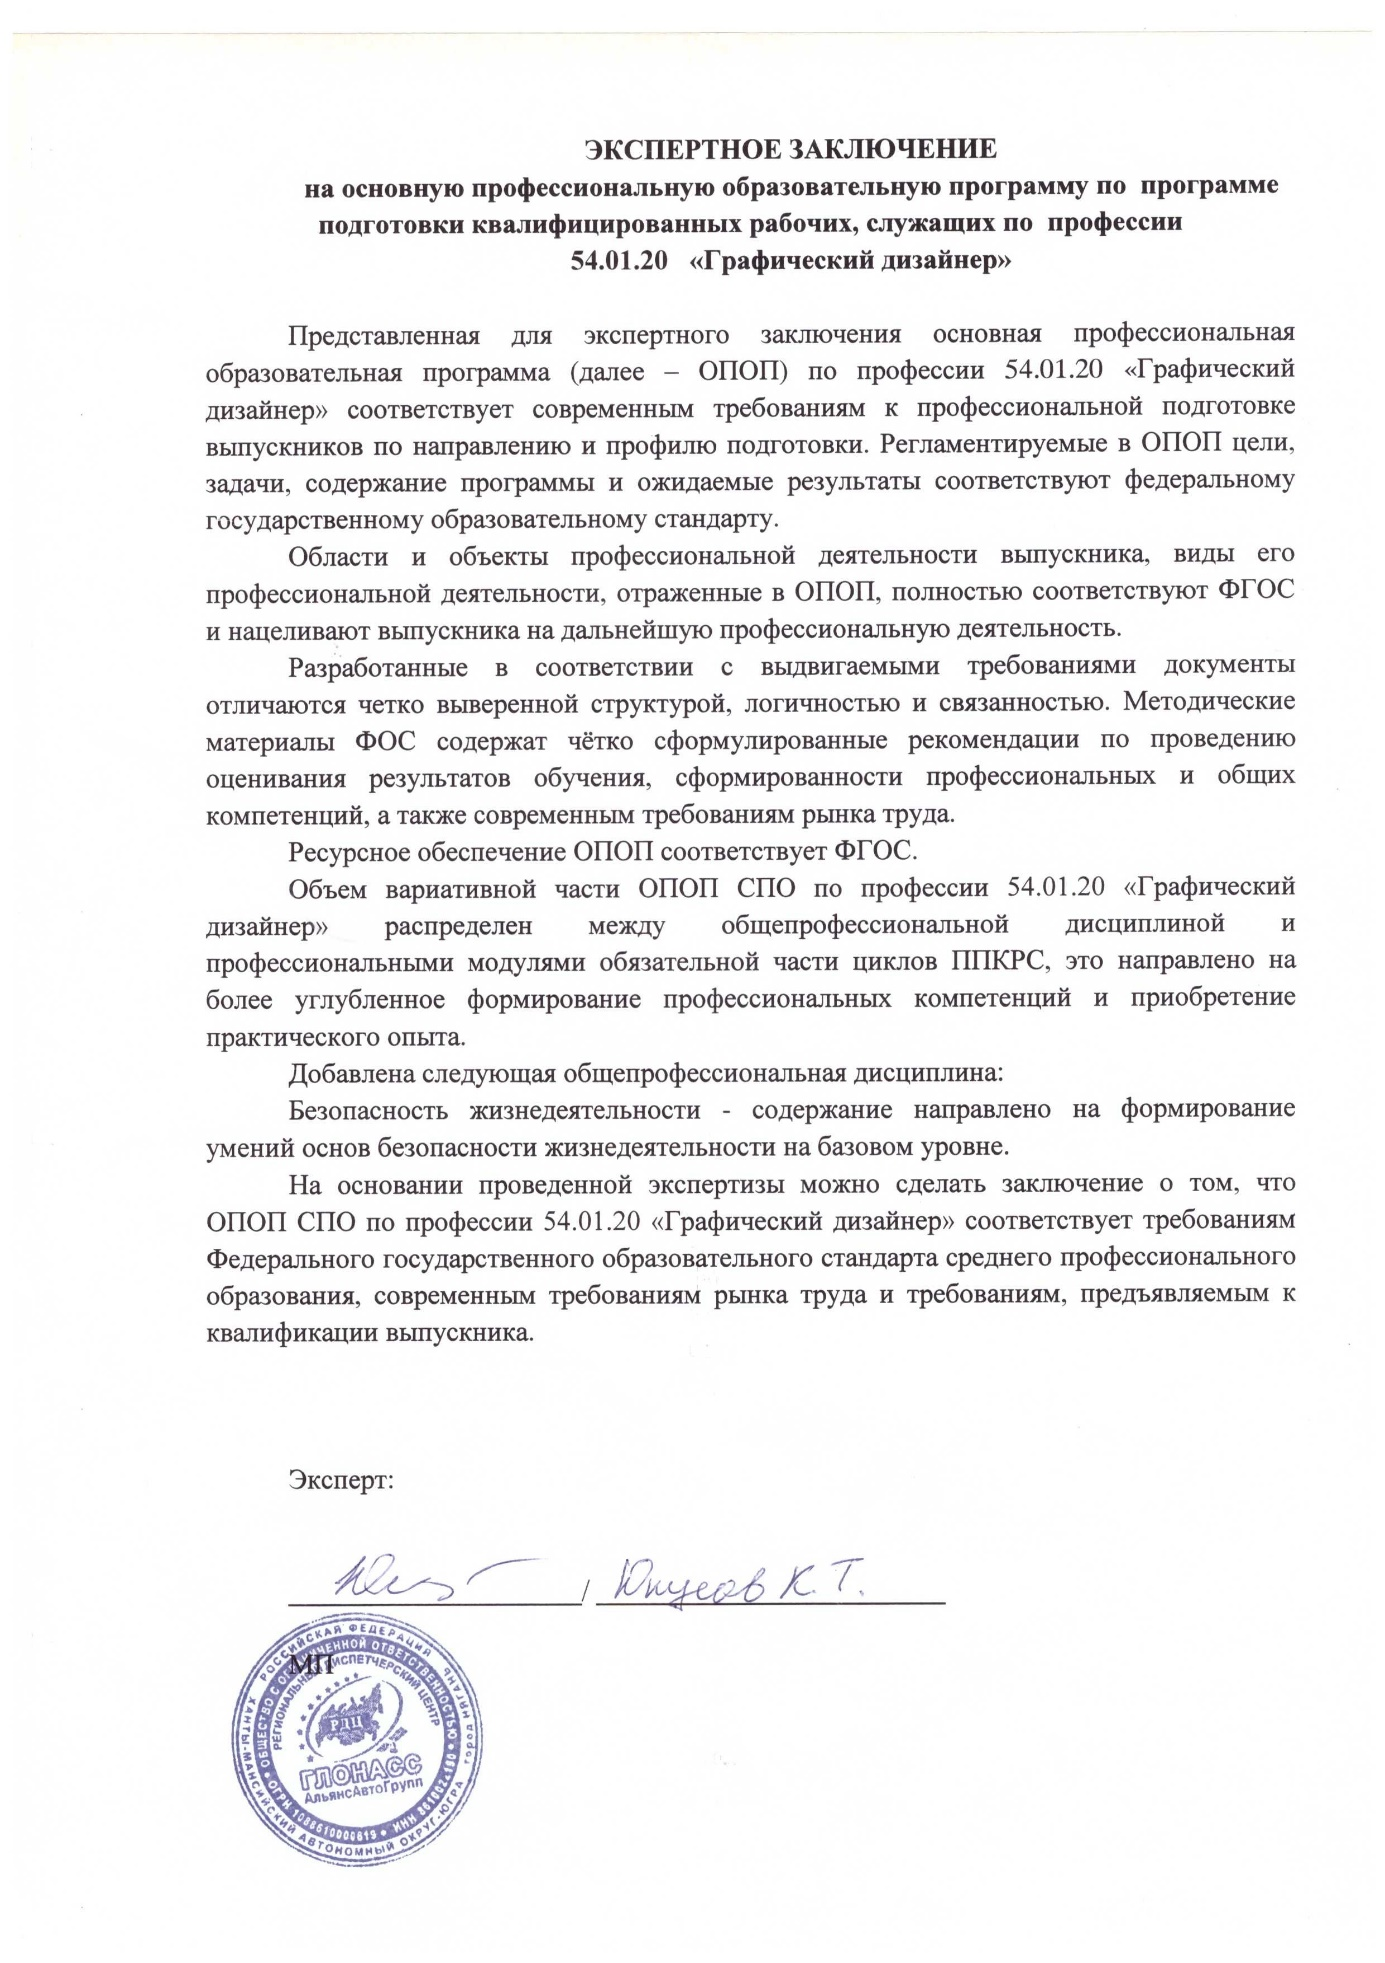 ЭКСПЕРТНОЕ ЗАКЛЮЧЕНИЕ
на основную профессиональную образовательную программу по программе
подготовки квалифицированных рабочих, служащих по профессии
54.01.20 «Графический дизайнер»
Представленная для экспертного заключения основная профессиональная
образовательная программа (далее – ОПОП) по профессии 54.01.20 «Графический
дизайнер» соответствует современным требованиям к профессиональной подготовке
выпускников по направлению и профилю подготовки. Регламентируемые в ОПОП цели,
задачи, содержание программы и ожидаемые результаты соответствуют федеральному
государственному образовательному стандарту.
Области и объекты профессиональной деятельности выпускника, виды его
профессиональной деятельности, отраженные в ОПОП, полностью соответствуют ФГОС
и нацеливают выпускника на дальнейшую профессиональную деятельность.
Разработанные в соответствии с выдвигаемыми требованиями документы
отличаются четко выверенной структурой, логичностью и связанностью. Методические
материалы ФОС содержат чётко сформулированные рекомендации по проведению
оценивания результатов обучения, сформированности профессиональных и общих
компетенций, а также современным требованиям рынка труда.
Ресурсное обеспечение ОПОП соответствует ФГОС.
Объем вариативной части ОПОП СПО по профессии 54.01.20 «Графический
дизайнер» распределен между общепрофессиональной дисциплиной и
профессиональными модулями обязательной части циклов ППКРС, это направлено на
более углубленное формирование профессиональных компетенций и приобретение
практического опыта.
Добавлена следующая общепрофессиональная дисциплина:
Безопасность жизнедеятельности - содержание направлено на формирование
умений основ безопасности жизнедеятельности на базовом уровне.
На основании проведенной экспертизы можно сделать заключение о том, что
ОПОП СПО по профессии 54.01.20 «Графический дизайнер» соответствует требованиям
Федерального государственного образовательного стандарта среднего профессионального
образования, современным требованиям рынка труда и требованиям, предъявляемым к
квалификации выпускника.
Эксперт:
/ Юнусов К. Т.
МП
РОССИЙСКАЯ ФЕДЕРАЦИЯ город НЯГАНЬ
ХАНТЫ-МАНСИЙСКИЙ АВТОНОМНЫЙ ОКРУГ-ЮГРА
ОБЩЕСТВО С ОГРАНИЧЕННОЙ ОТВЕТСТВЕННОСТЬЮ
РЕГИОНАЛЬНЫЙ ДИСПЕТЧЕРСКИЙ ЦЕНТР
РДЦ
ГЛОНАСС
АльянсАвтоГрупп
ОГРН
ИНН